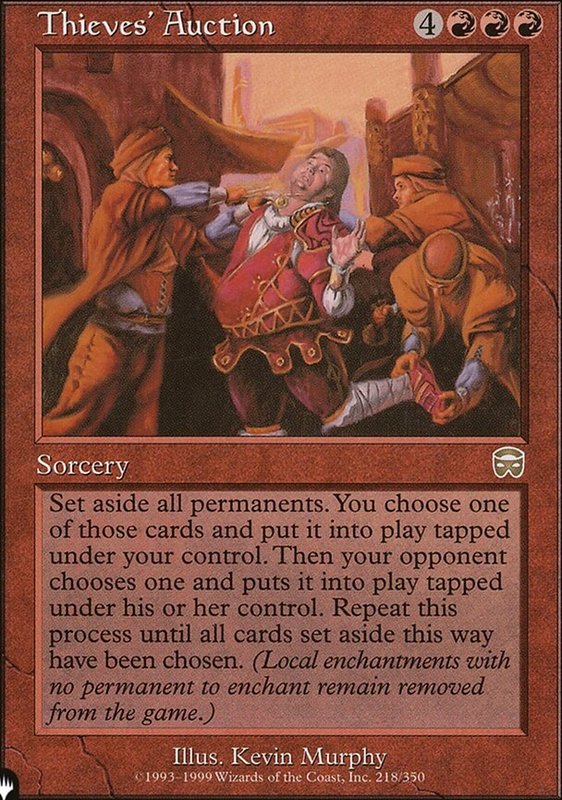 Thieves' Auction 4
Sorcery
Set aside all permanents. You choose one
of those cards and put it into play tapped
under your control. Then your opponent
chooses one and puts it into play tapped
under his or her control. Repeat this
process until all cards set aside this way
have been chosen. (Local enchantments with
no permanent to enchant remain removed
from the game.)
Illus. Kevin Murphy
©1993–1999 Wizards of the Coast, Inc. 218/350